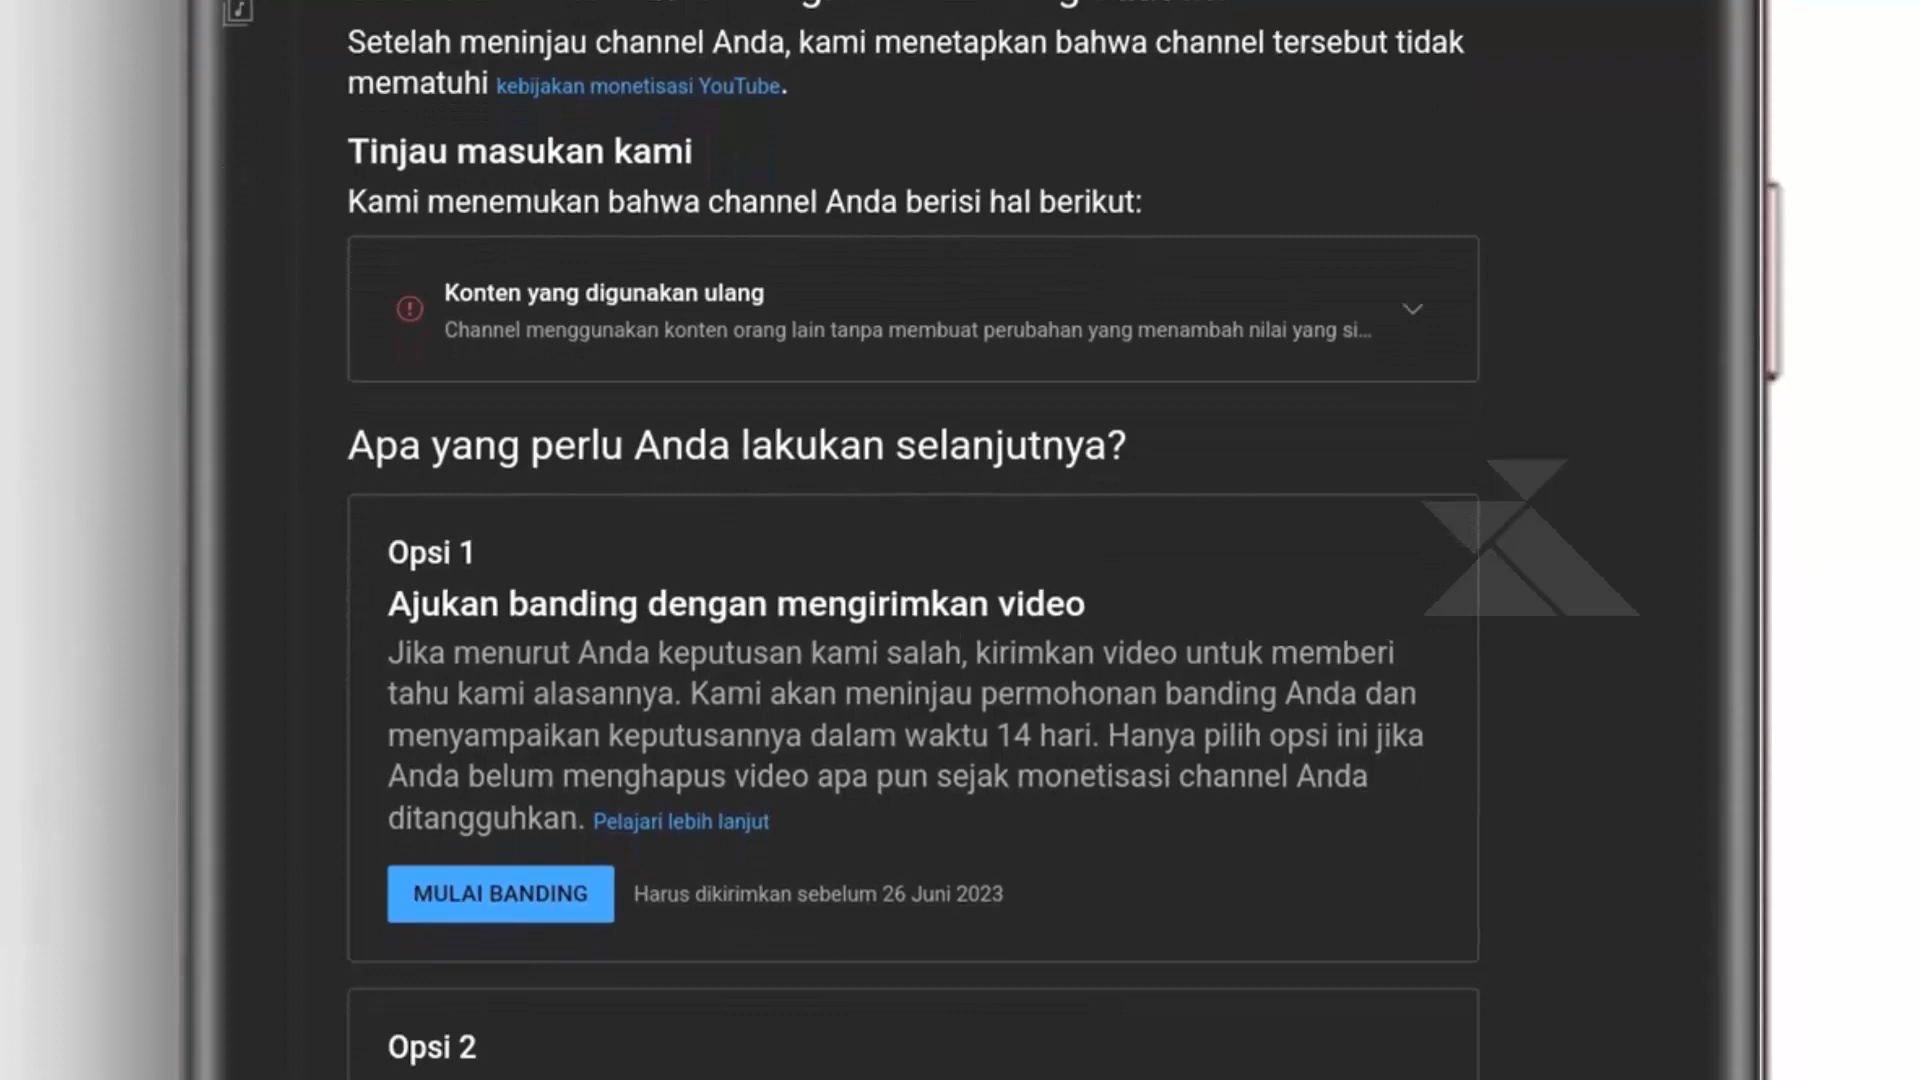 Setelah meninjau channel Anda, kami menetapkan bahwa channel tersebut tidak
mematuhi kebijakan monetisasi YouTube.
Tinjau masukan kami
Kami menemukan bahwa channel Anda berisi hal berikut:
Konten yang digunakan ulang
Channel menggunakan konten orang lain tanpa membuat perubahan yang menambah nilai yang si...
Apa yang perlu Anda lakukan selanjutnya?
Opsi 1
Ajukan banding dengan mengirimkan video
Jika menurut Anda keputusan kami salah, kirimkan video untuk memberi
tahu kami alasannya. Kami akan meninjau permohonan banding Anda dan
menyampaikan keputusannya dalam waktu 14 hari. Hanya pilih opsi ini jika
Anda belum menghapus video apa pun sejak monetisasi channel Anda
ditangguhkan. Pelajari lebih lanjut
MULAI BANDING Harus dikirimkan sebelum 26 Juni 2023
Opsi 2